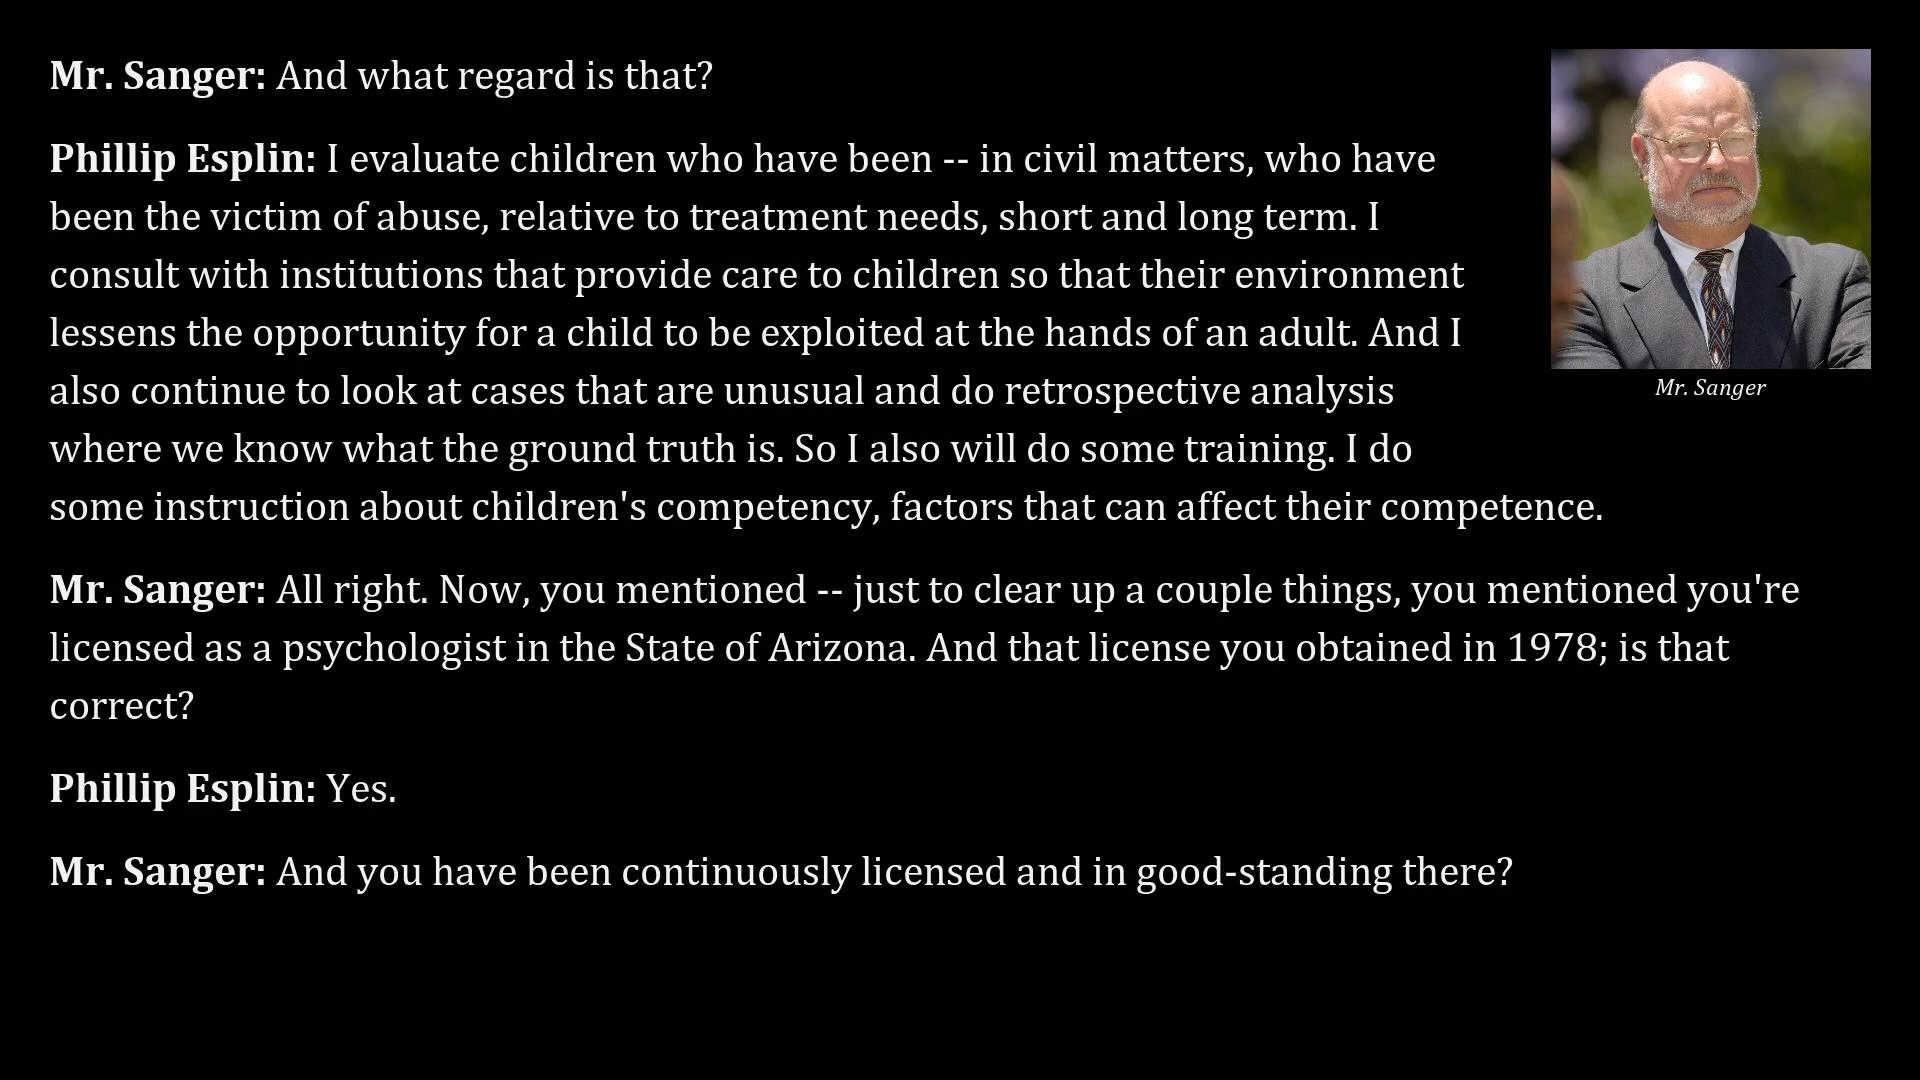 Mr. Sanger: And what regard is that?
Phillip Esplin: I evaluate children who have been -- in civil matters, who have
been the victim of abuse, relative to treatment needs, short and long term. I
consult with institutions that provide care to children so that their environment
lessens the opportunity for a child to be exploited at the hands of an adult. And I
also continue to look at cases that are unusual and do retrospective analysis
where we know what the ground truth is. So I also will do some training. I do
some instruction about children's competency, factors that can affect their competence.
Mr. Sanger: All right. Now, you mentioned -- just to clear up a couple things, you mentioned you're
licensed as a psychologist in the State of Arizona. And that license you obtained in 1978; is that
correct?
Phillip Esplin: Yes.
Mr. Sanger: And you have been continuously licensed and in good-standing there?
Mr. Sanger